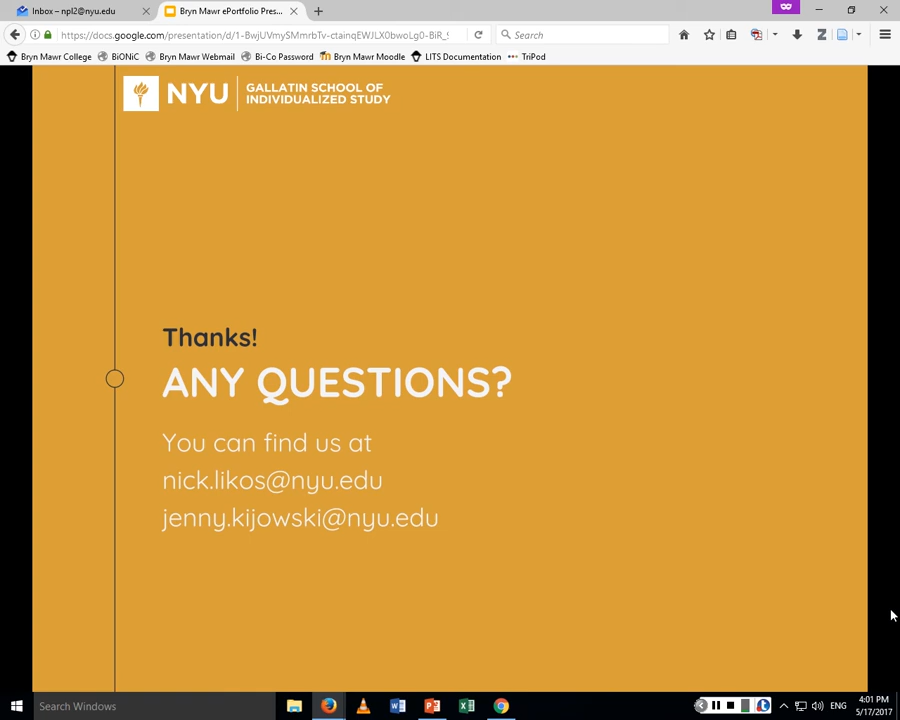 Inbox – npl2@nyu.edu
Bryn Mawr ePortfolio Pres...
https://docs.google.com/presentation/d/1-BwjUVmySMmrbTv-ctainqEWJLX0bwoLg0-BiR_S
Search
Bryn Mawr College
BiONiC
Bryn Mawr Webmail
Bi-Co Password
Bryn Mawr Moodle
LITS Documentation
TriPod
NYU
GALLATIN SCHOOL OF
INDIVIDUALIZED STUDY
Thanks!
ANY QUESTIONS?
You can find us at
nick.likos@nyu.edu
jenny.kijowski@nyu.edu
Search Windows
ENG
4:01 PM
5/17/2017